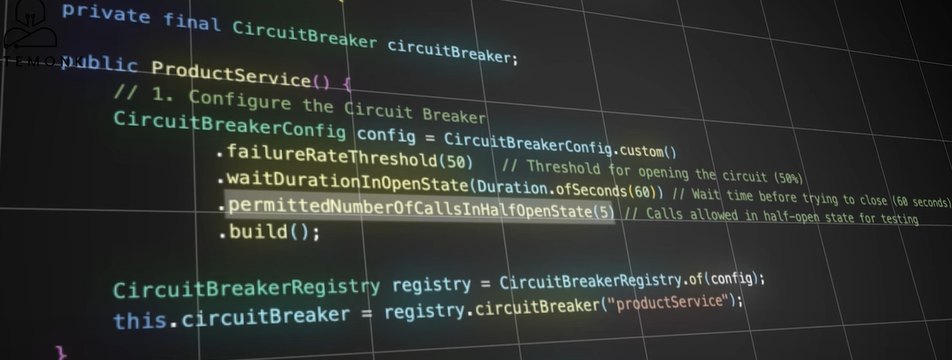 private final CircuitBreaker circuitBreaker;
public ProductService() {
// 1. Configure the Circuit Breaker
CircuitBreakerConfig config = CircuitBreakerConfig.custom()
.failureRateThreshold(50) // Threshold for opening the circuit (50%)
.waitDurationInOpenState(Duration.ofSeconds(60)) // Wait time before trying to close (60 seconds)
.permittedNumberOfCallsInHalfOpenState(5) // Calls allowed in half-open state for testing
.build();
CircuitBreakerRegistry registry = CircuitBreakerRegistry.of(config);
this.circuitBreaker = registry.circuitBreaker("productService");
}